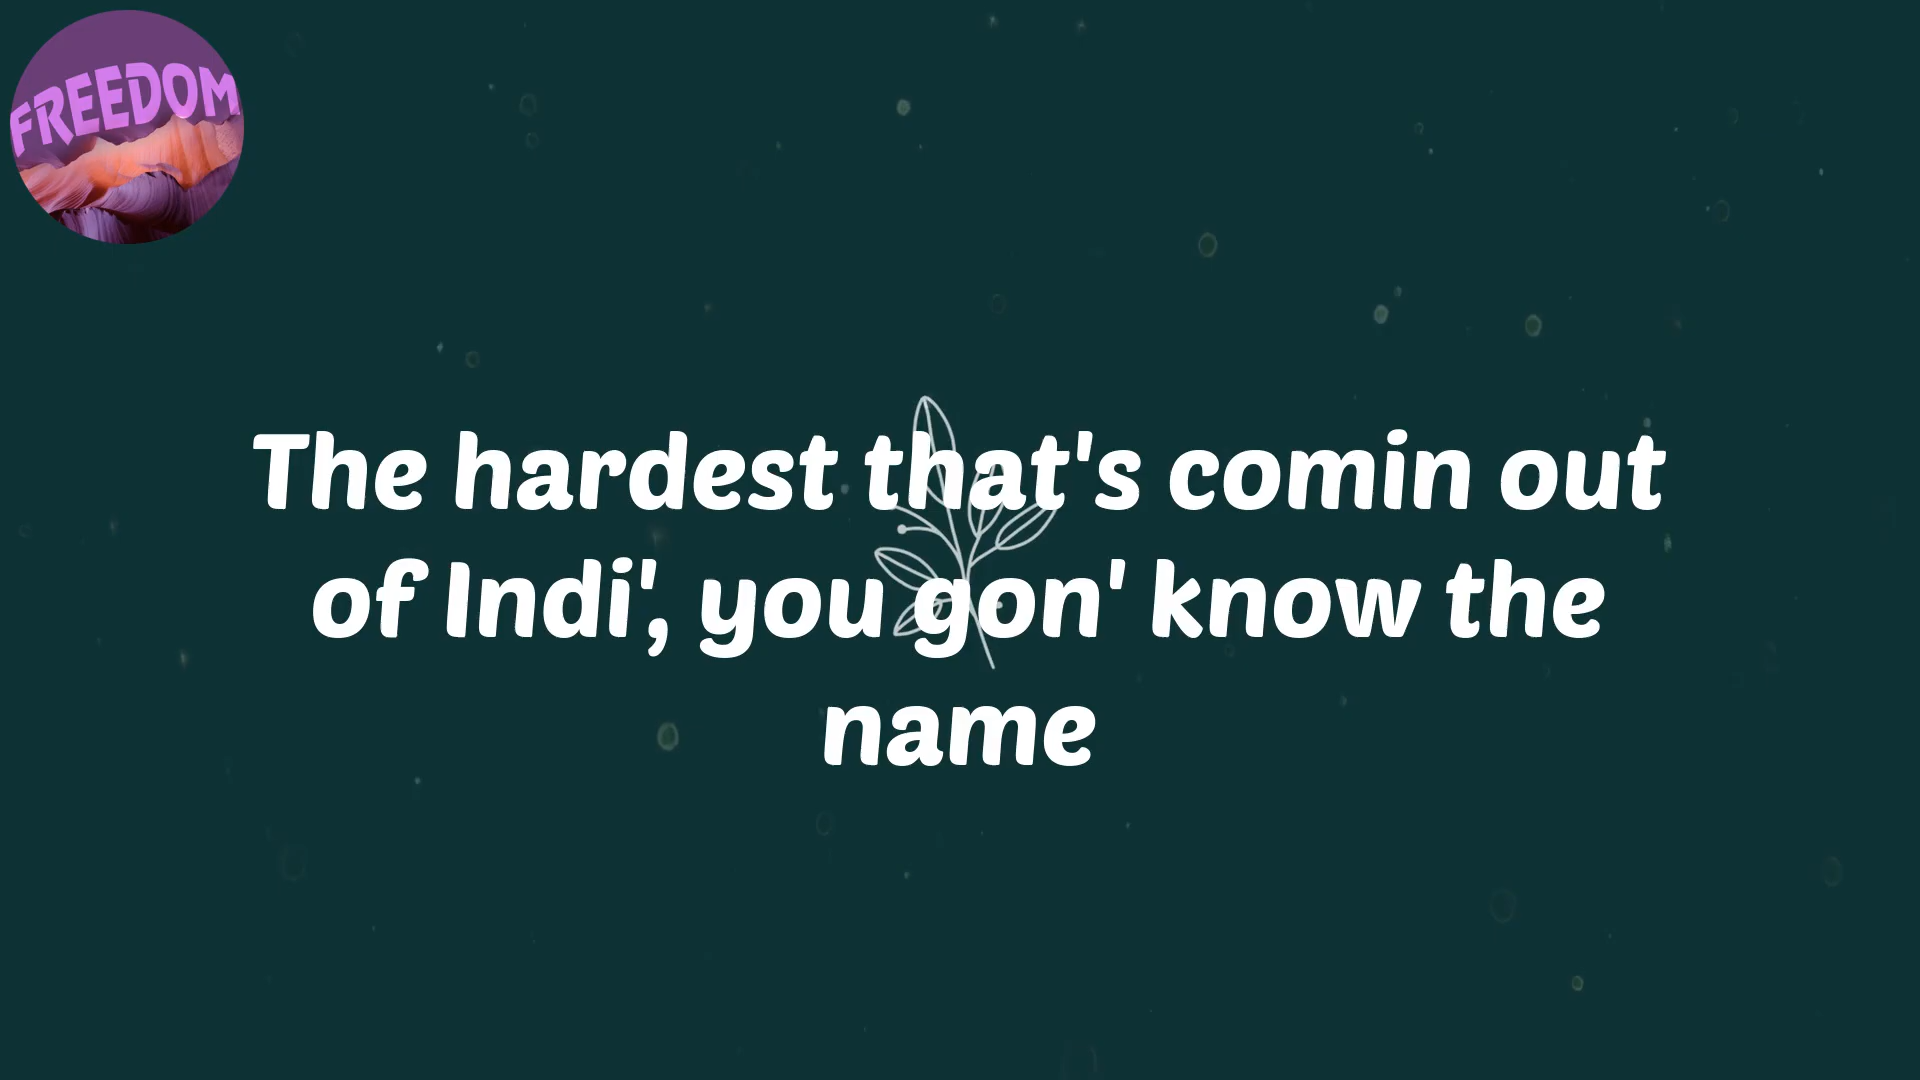 FREEDOM
The hardest that's comin out
of Indi', you gon' know the
name